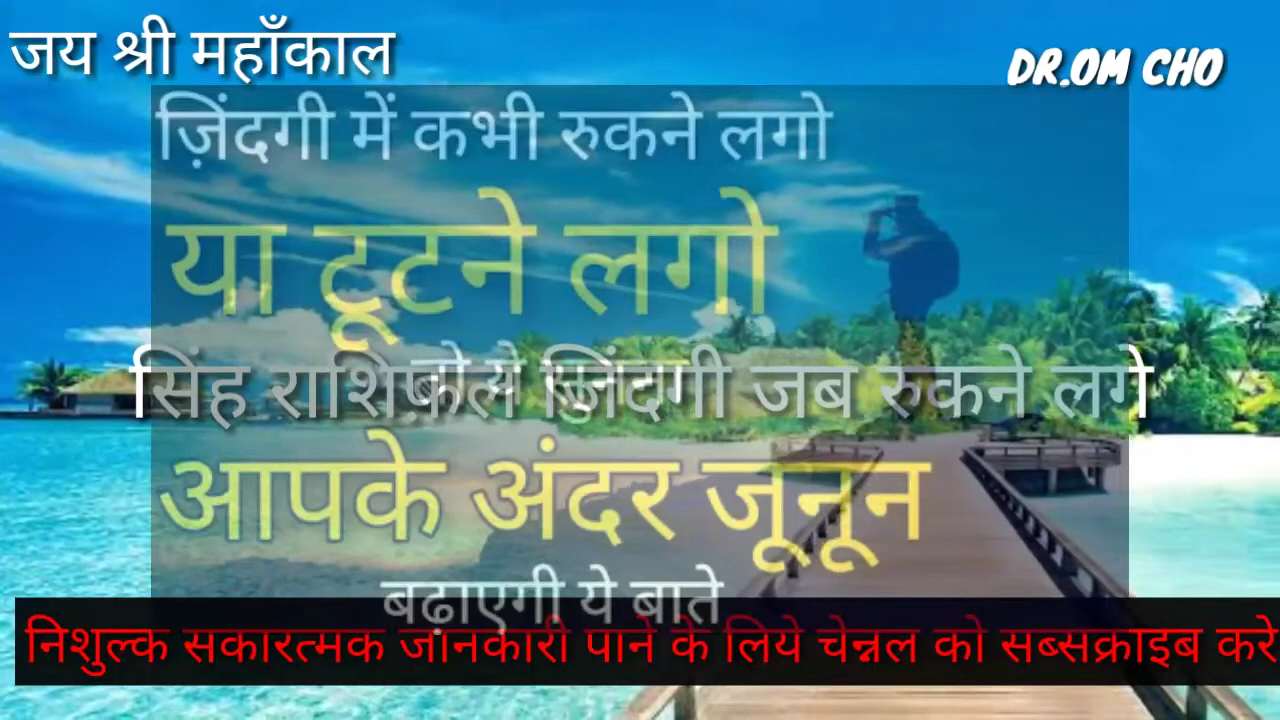 जय श्री महाँकाल
DR.OM CHO
ज़िंदगी में कभी रुकने लगो
या टूटने लगो
सिंह राशिफल ज़िंदगी जब रुकने लगे
आपके अंदर जूनून
बढ़ाएगी ये बाते
निशुल्क सकारत्मक जानकारी पाने के लिये चेन्नल को सब्सक्राइब करे